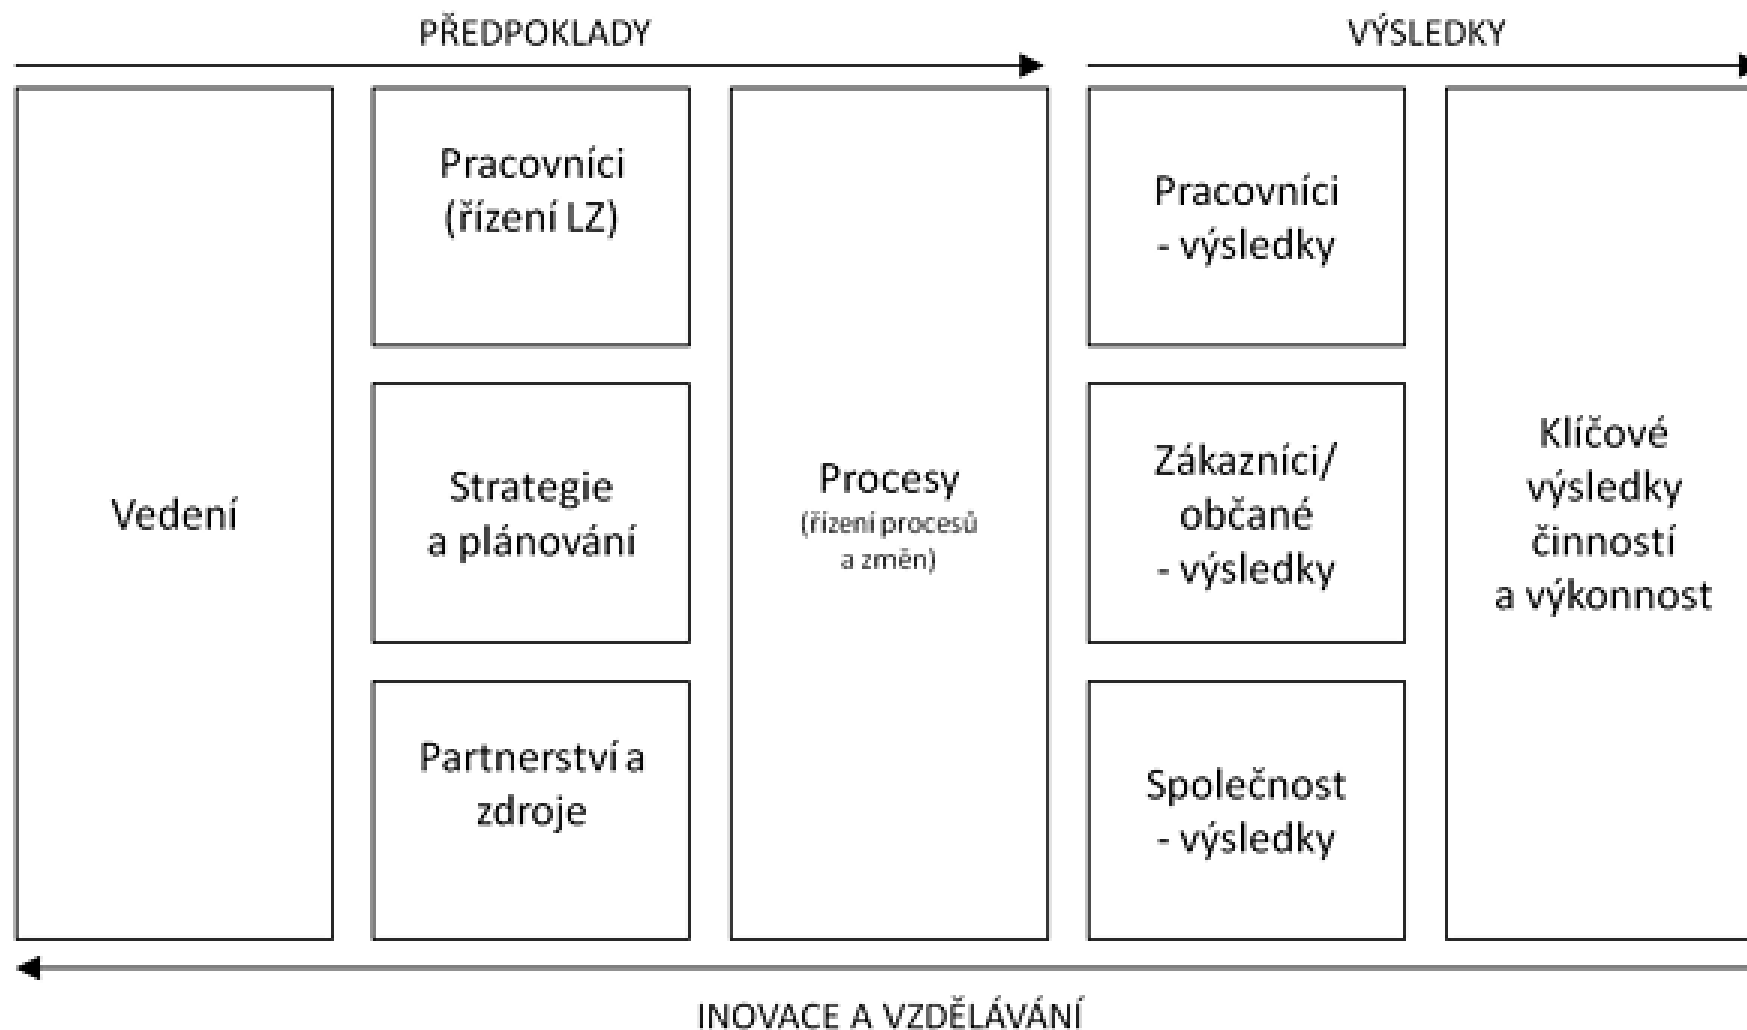 PŘEDPOKLADY
VÝSLEDKY
Vedení
Pracovníci
(řízení LZ)
Strategie
a plánování
Partnerství a
zdroje
Procesy
(řízení procesů
a změn)
Pracovníci
- výsledky
Zákazníci/
občané
- výsledky
Společnost
- výsledky
Klíčové
výsledky
činností
a výkonnost
INOVACE A VZDĚLÁVÁNÍ